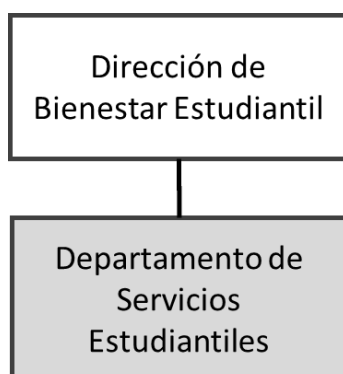 Dirección de
Bienestar Estudiantil
Departamento de
Servicios
Estudiantiles